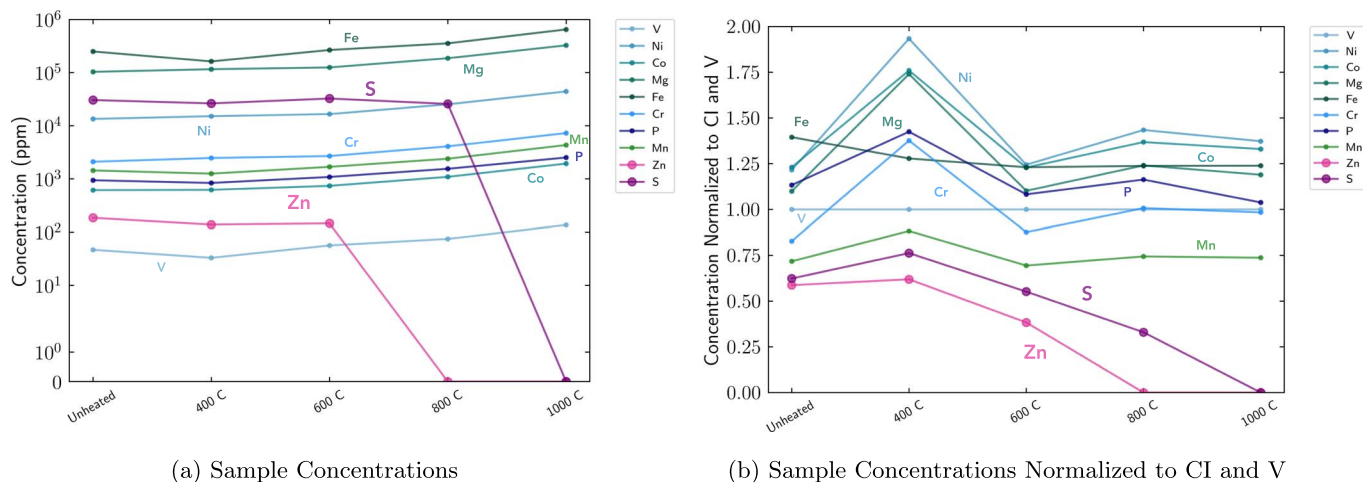 10^6
10^5
10^4
10^3
10^2
10^1
10^0
0
Concentration (ppm)
Fe
Mg
S
Ni
Cr
Mn
P
Co
Zn
V
Unheated
400 C
600 C
800 C
1000 C
V
Ni
Co
Mg
Fe
Cr
P
Mn
Zn
S
(a) Sample Concentrations
2.00
1.75
1.50
1.25
1.00
0.75
0.50
0.25
0.00
Concentration Normalized to CI and V
Ni
Fe
Mg
Co
Cr
P
V
Mn
S
Zn
Unheated
400 C
600 C
800 C
1000 C
V
Ni
Co
Mg
Fe
Cr
P
Mn
Zn
S
(b) Sample Concentrations Normalized to CI and V